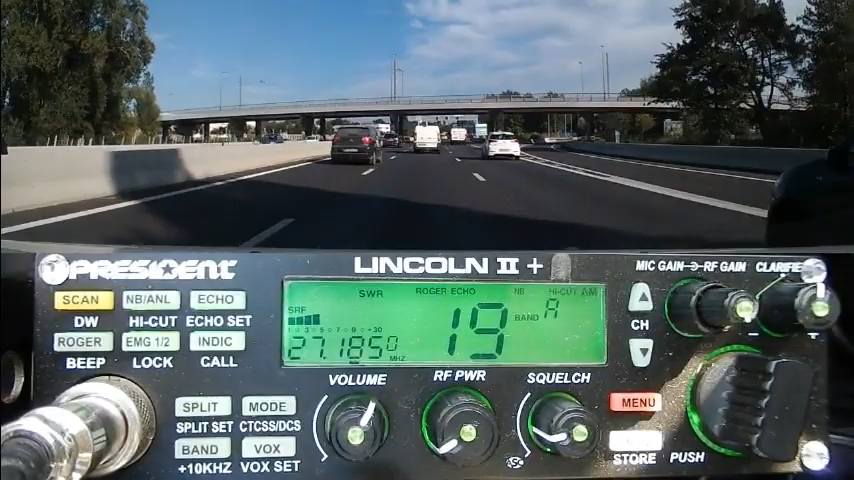 PRESIDENT
LINCOLN II +
MIC GAIN RF GAIN CLARIFIER
SCAN NB/ANL ECHO
DW HI-CUT ECHO SET
ROGER EMG 1/2 INDIC
BEEP LOCK CALL
SWR ROGER ECHO NB HI-CUT AM
SRF
19 BAND A
27.1850 MHZ
CH
VOLUME RF PWR SQUELCH
SPLIT MODE
SPLIT SET CTCSS/DCS
BAND VOX
+10KHZ VOX SET
MENU
STORE PUSH